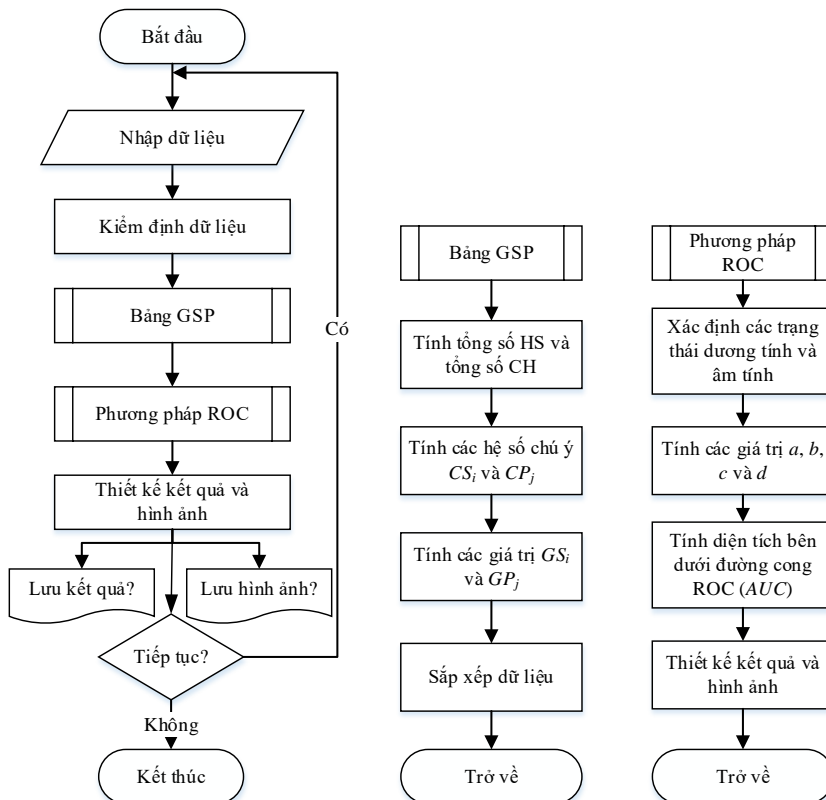 Bắt đầu
Nhập dữ liệu
Kiểm định dữ liệu
Bảng GSP
Phương pháp ROC
Thiết kế kết quả và
hình ảnh
Lưu kết quả?
Lưu hình ảnh?
Tiếp tục?
Có
Không
Kết thúc
Bảng GSP
Tính tổng số HS và
tổng số CH
Tính các hệ số chú ý
CSi và CPj
Tính các giá trị GSi
và GPj
Sắp xếp dữ liệu
Trở về
Phương pháp
ROC
Xác định các trạng
thái dương tính và
âm tính
Tính các giá trị a, b,
c và d
Tính diện tích bên
dưới đường cong
ROC (AUC)
Thiết kế kết quả và
hình ảnh
Trở về